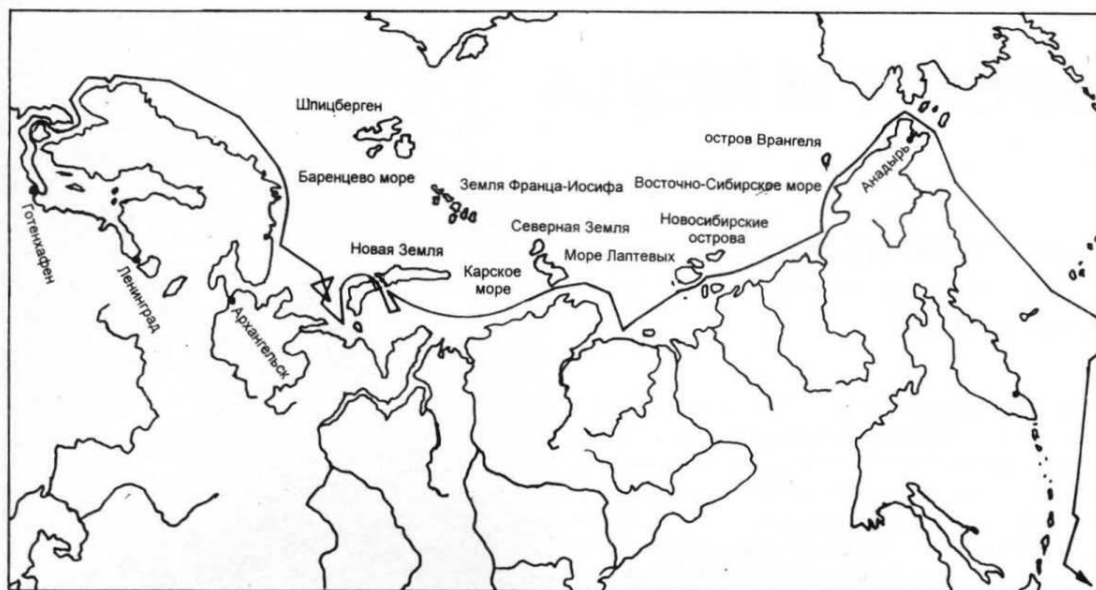 Шпицберген
остров Врангеля
Анадырь
Баренцево море
Земля Франца-Иосифа
Восточно-Сибирское море
Готенхафен
Ленинград
Архангельск
Новая Земля
Северная Земля
Новосибирские
острова
Карское
море
Море Лаптевых